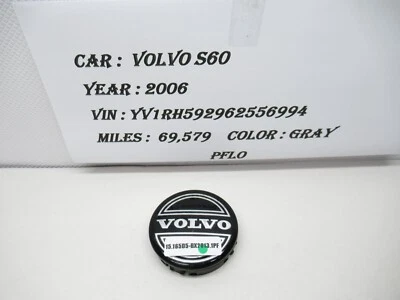 CAR : VOLVO S60
YEAR : 2006
VIN : YV1RH592962556994
MILES : 69,579 COLOR : GRAY
PFLO
VOLVO